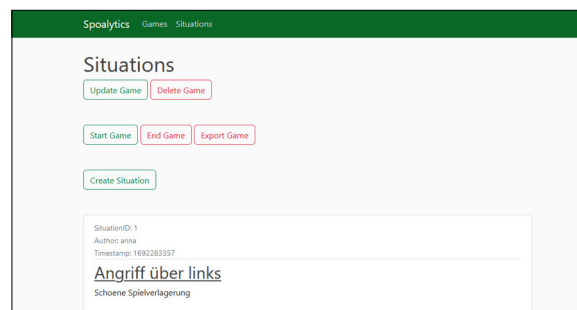 Spoalytics Games Situations
Situations
Update Game Delete Game
Start Game End Game Export Game
Create Situation
SituationID: 1
Author: anna
Timestamp: 1692283357
Angriff über links
Schoene Spielverlagerung